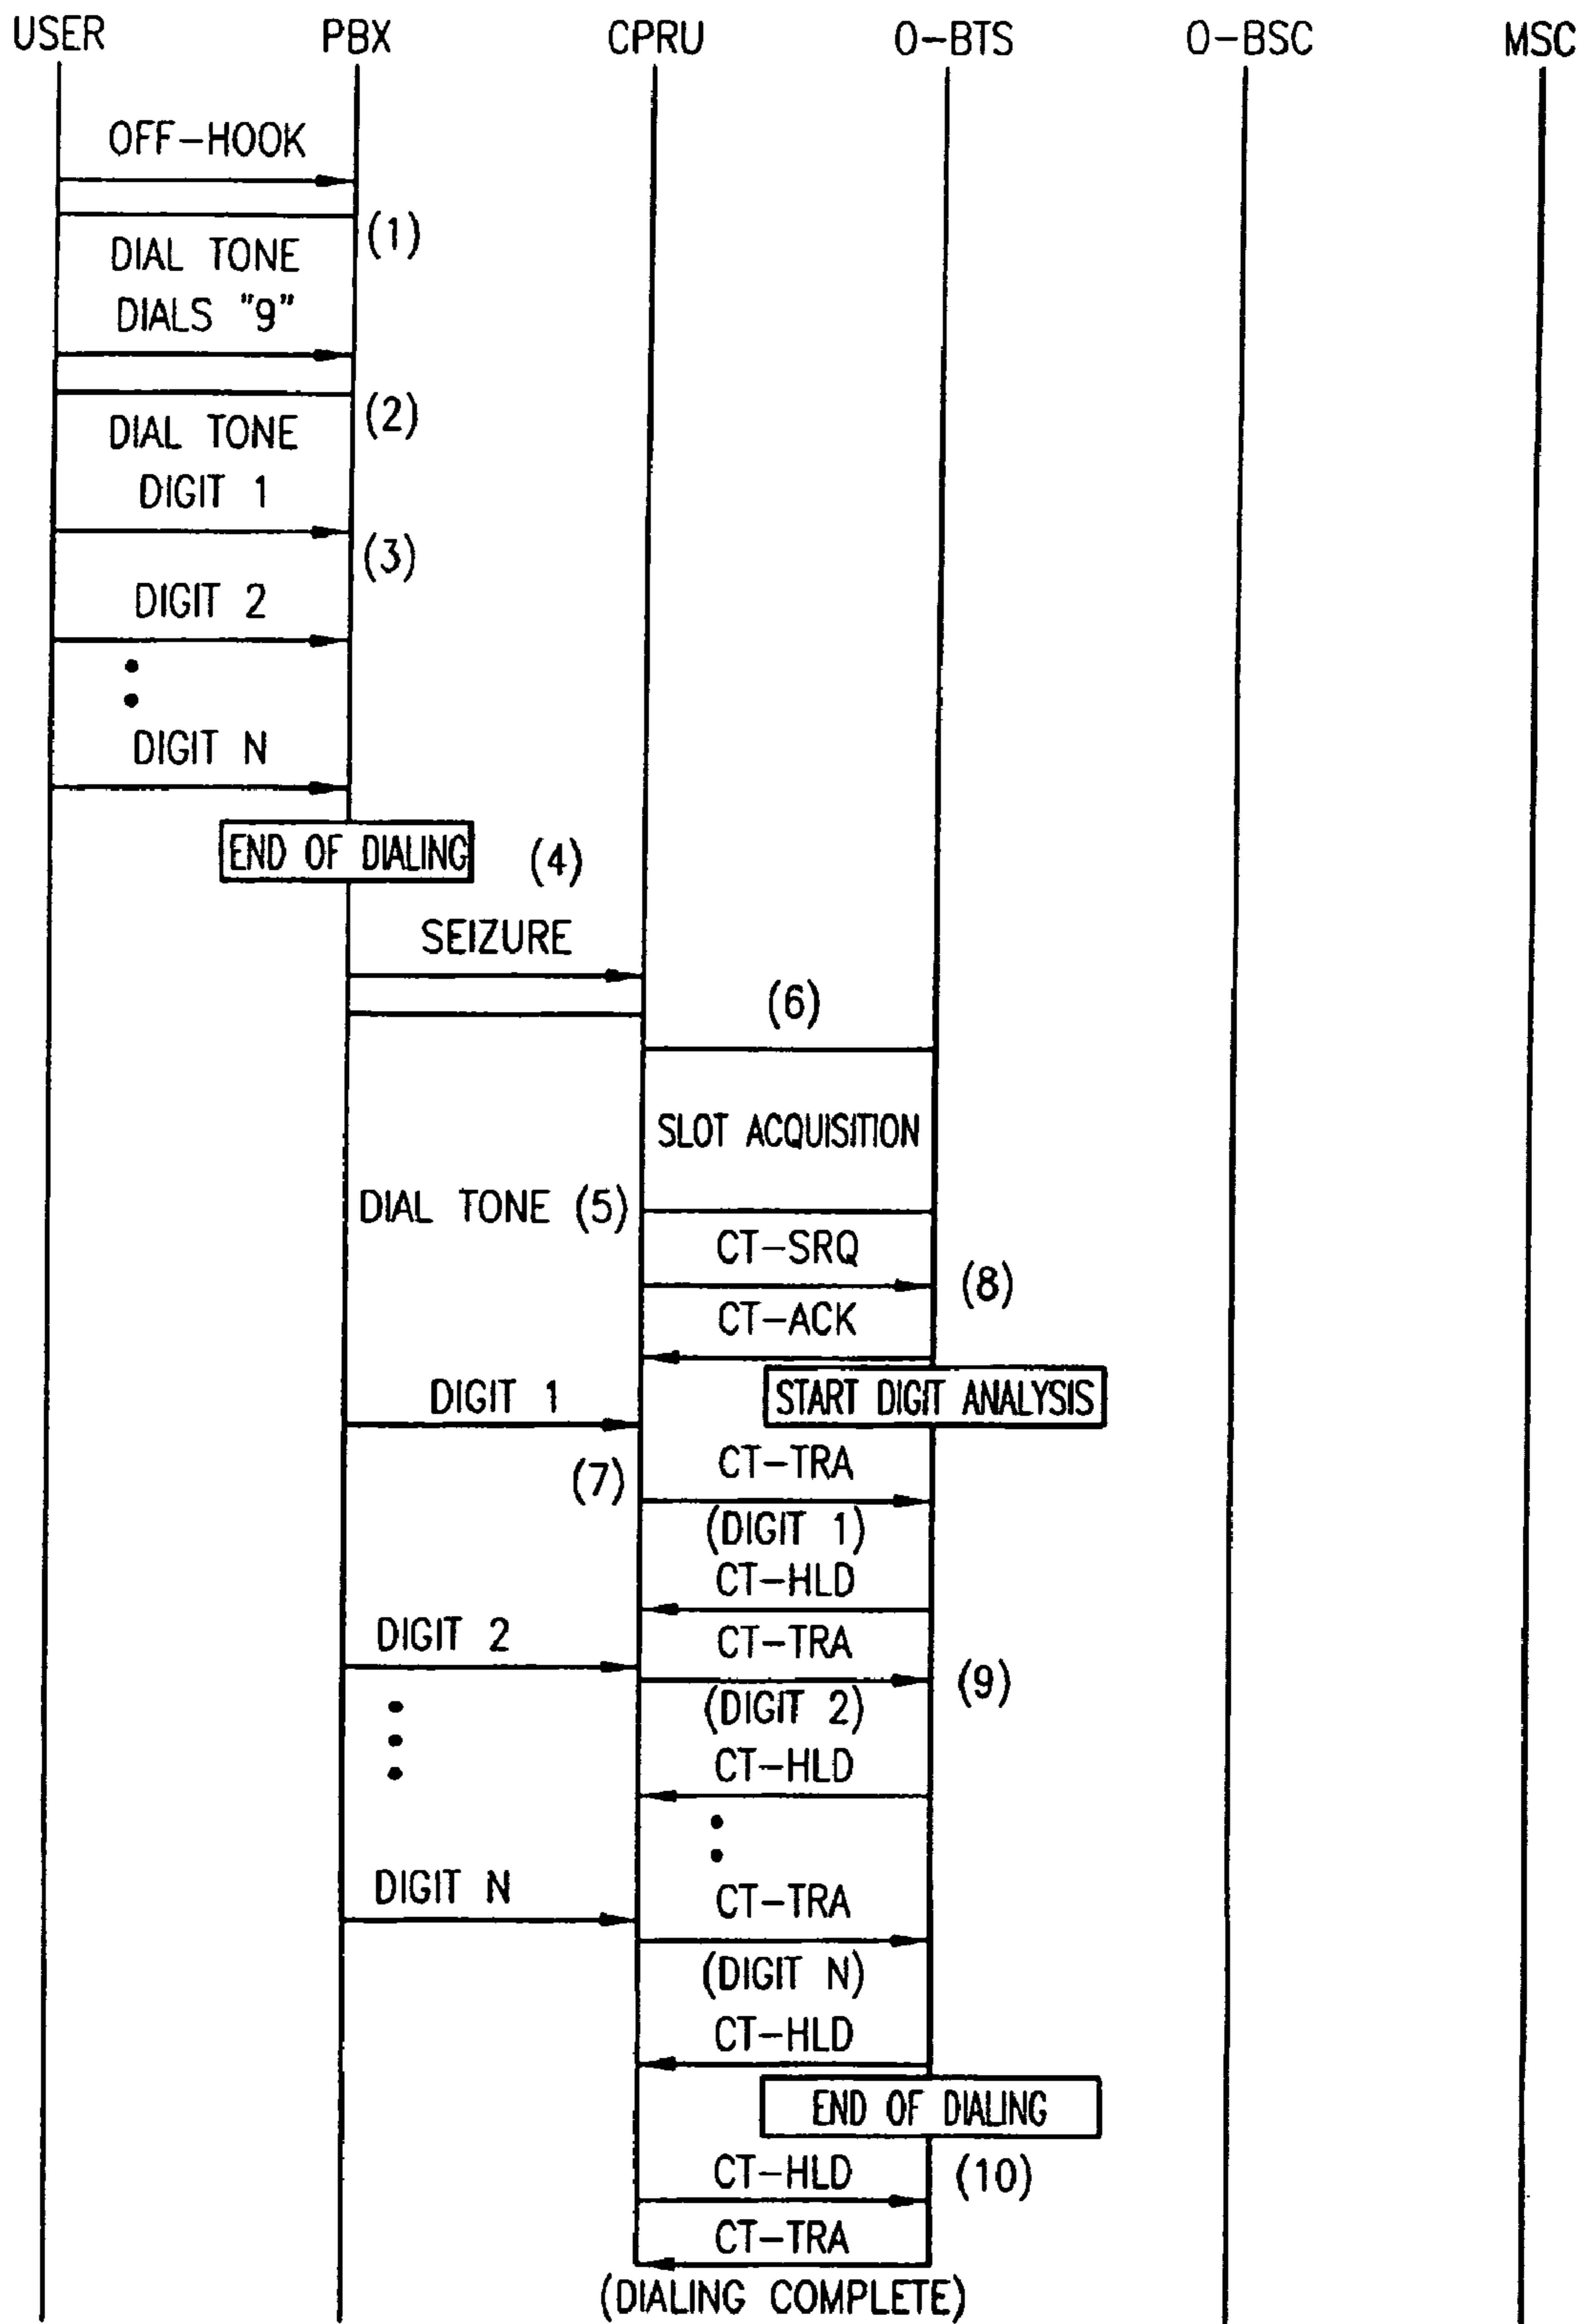 USER PBX CPRU O-BTS O-BSC MSC
OFF-HOOK
(1)
DIAL TONE
DIALS "9"
(2)
DIAL TONE
DIGIT 1
(3)
DIGIT 2
DIGIT N
END OF DIALING (4)
SEIZURE
(6)
SLOT ACQUISITION
DIAL TONE (5)
CT-SRQ
(8)
CT-ACK
DIGIT 1 START DIGIT ANALYSIS
CT-TRA
(7)
(DIGIT 1)
CT-HLD
DIGIT 2 CT-TRA
(9)
(DIGIT 2)
CT-HLD
DIGIT N CT-TRA
(DIGIT N)
CT-HLD
END OF DIALING
CT-HLD (10)
CT-TRA
(DIALING COMPLETE)